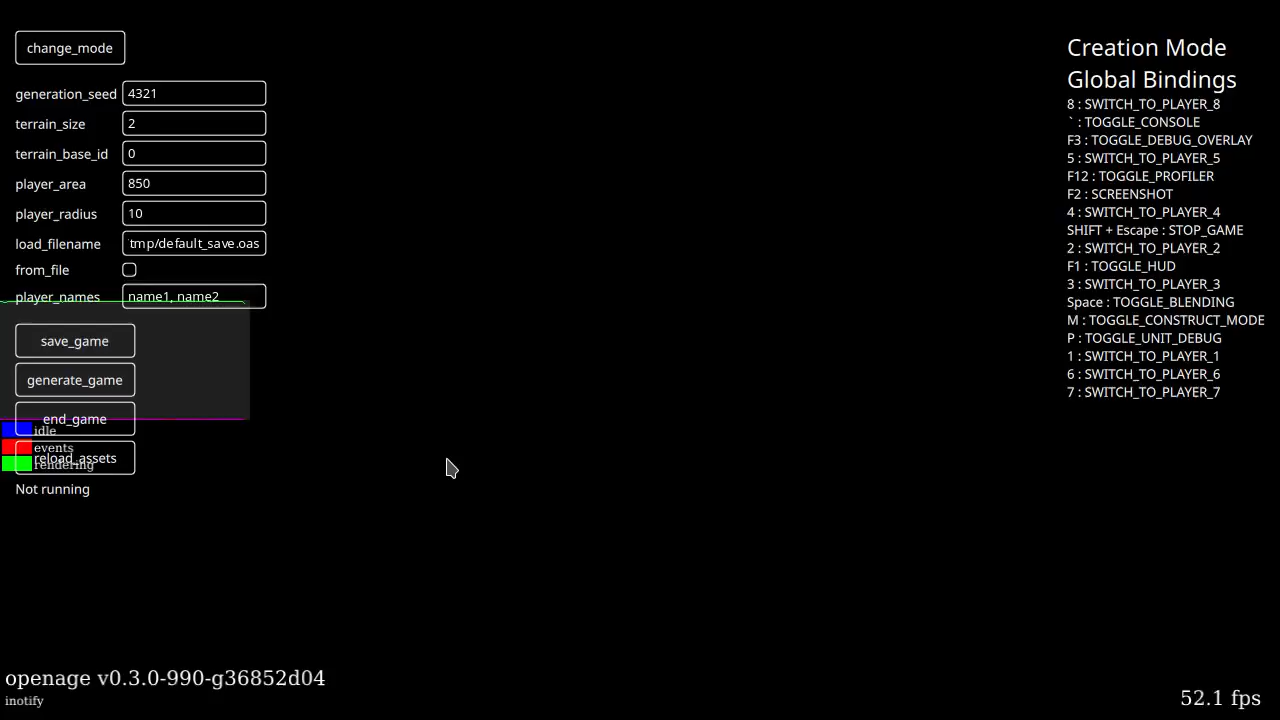 change_mode
generation_seed 4321
terrain_size 2
terrain_base_id 0
player_area 850
player_radius 10
load_filename tmp/default_save.oas
from_file
player_names name1, name2
save_game
generate_game
end_game
idle
events
reload_assets
rendering
Not running
Creation Mode
Global Bindings
8 : SWITCH_TO_PLAYER_8
` : TOGGLE_CONSOLE
F3 : TOGGLE_DEBUG_OVERLAY
5 : SWITCH_TO_PLAYER_5
F12 : TOGGLE_PROFILER
F2 : SCREENSHOT
4 : SWITCH_TO_PLAYER_4
SHIFT + Escape : STOP_GAME
2 : SWITCH_TO_PLAYER_2
F1 : TOGGLE_HUD
3 : SWITCH_TO_PLAYER_3
Space : TOGGLE_BLENDING
M : TOGGLE_CONSTRUCT_MODE
P : TOGGLE_UNIT_DEBUG
1 : SWITCH_TO_PLAYER_1
6 : SWITCH_TO_PLAYER_6
7 : SWITCH_TO_PLAYER_7
openage v0.3.0-990-g36852d04
inotify
52.1 fps